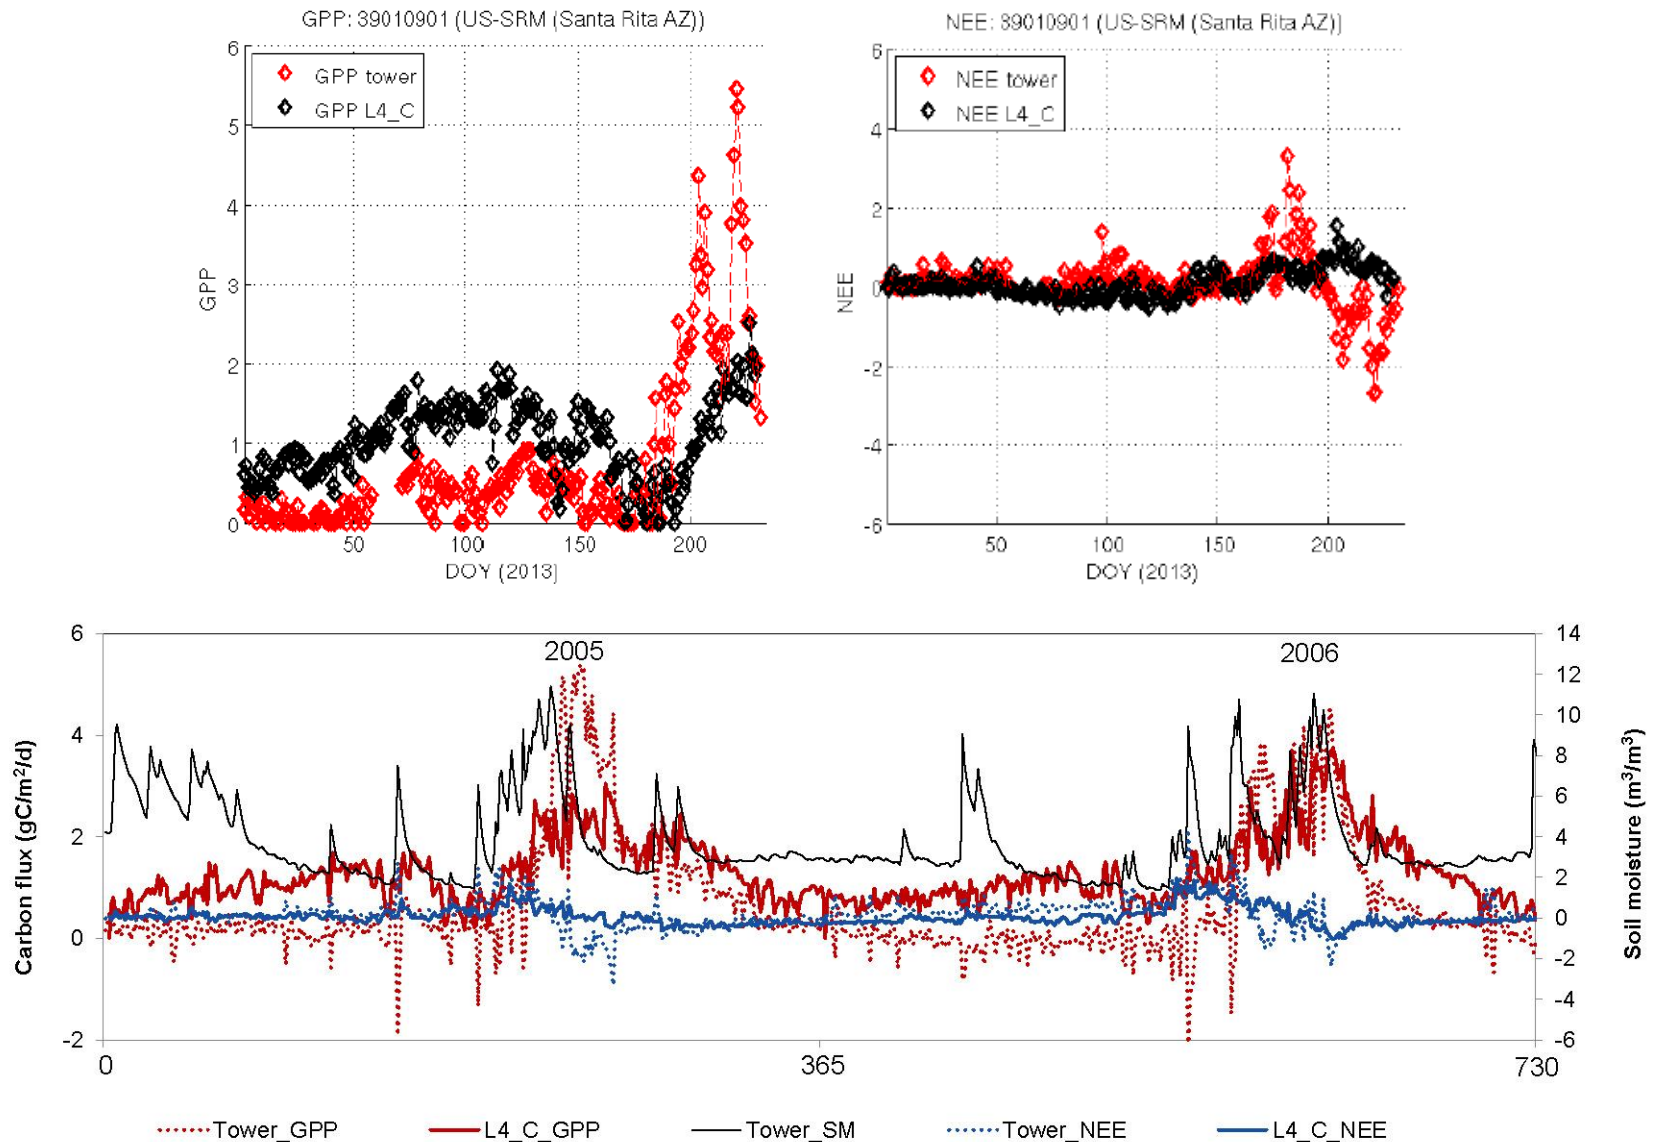 GPP: 39010901 (US-SRM (Santa Rita AZ))
6
5
4
3
2
1
0
GPP
GPP tower
GPP L4_C
50
100
150
200
DOY (2013]
NEE: 39010901 (US-SRM (Santa Rita AZ)]
6
4
2
0
-2
-4
-6
NEE
NEE tower
NEE L4_C
50
100
150
200
DOY (2013)
6
4
2
0
-2
Carbon flux (gC/m²/d)
2005
2006
14
12
10
8
6
4
2
0
-2
-4
-6
Soil moisture (m³/m³)
0
365
730
Tower_GPP
L4_C_GPP
Tower_SM
Tower_NEE
L4_C_NEE